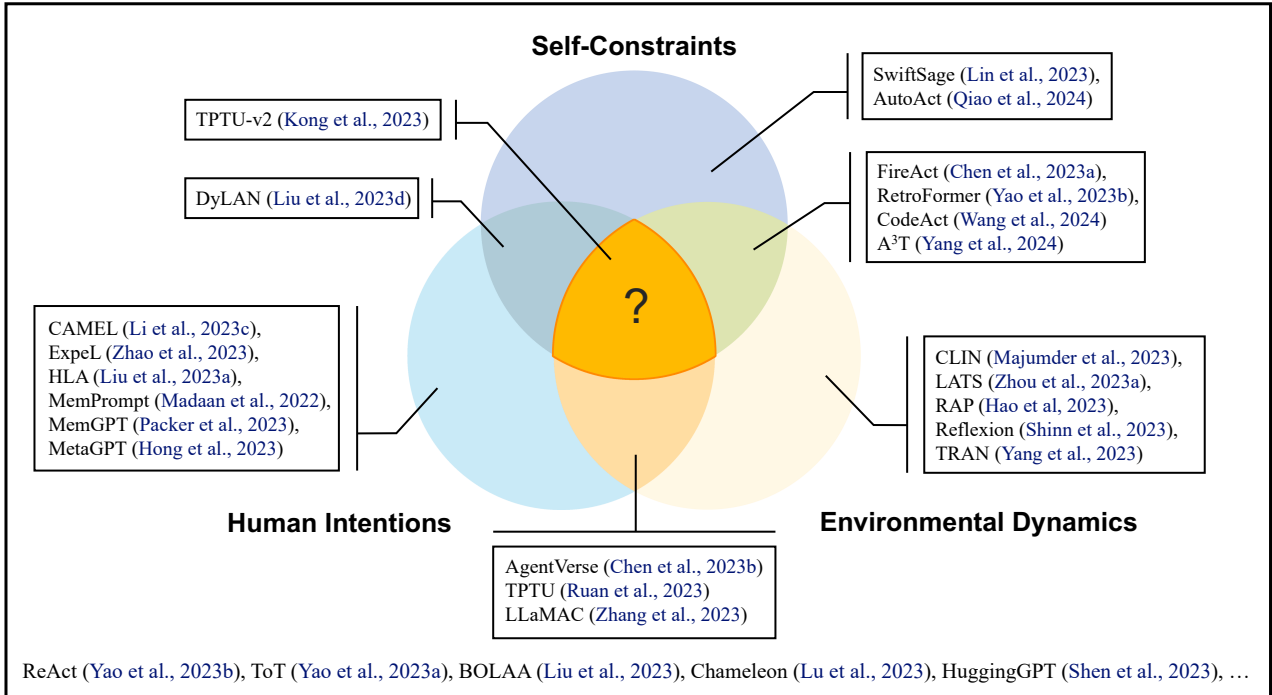 Self-Constraints
SwiftSage (Lin et al., 2023),
AutoAct (Qiao et al., 2024)
TPTU-v2 (Kong et al., 2023)
DyLAN (Liu et al., 2023d)
FireAct (Chen et al., 2023a),
RetroFormer (Yao et al., 2023b),
CodeAct (Wang et al., 2024)
A³T (Yang et al., 2024)
?
CAMEL (Li et al., 2023c),
ExpeL (Zhao et al., 2023),
HLA (Liu et al., 2023a),
MemPrompt (Madaan et al., 2022),
MemGPT (Packer et al., 2023),
MetaGPT (Hong et al., 2023)
CLIN (Majumder et al., 2023),
LATS (Zhou et al., 2023a),
RAP (Hao et al, 2023),
Reflexion (Shinn et al., 2023),
TRAN (Yang et al., 2023)
Human Intentions
Environmental Dynamics
AgentVerse (Chen et al., 2023b)
TPTU (Ruan et al., 2023)
LLaMAC (Zhang et al., 2023)
ReAct (Yao et al., 2023b), ToT (Yao et al., 2023a), BOLAA (Liu et al., 2023), Chameleon (Lu et al., 2023), HuggingGPT (Shen et al., 2023), …